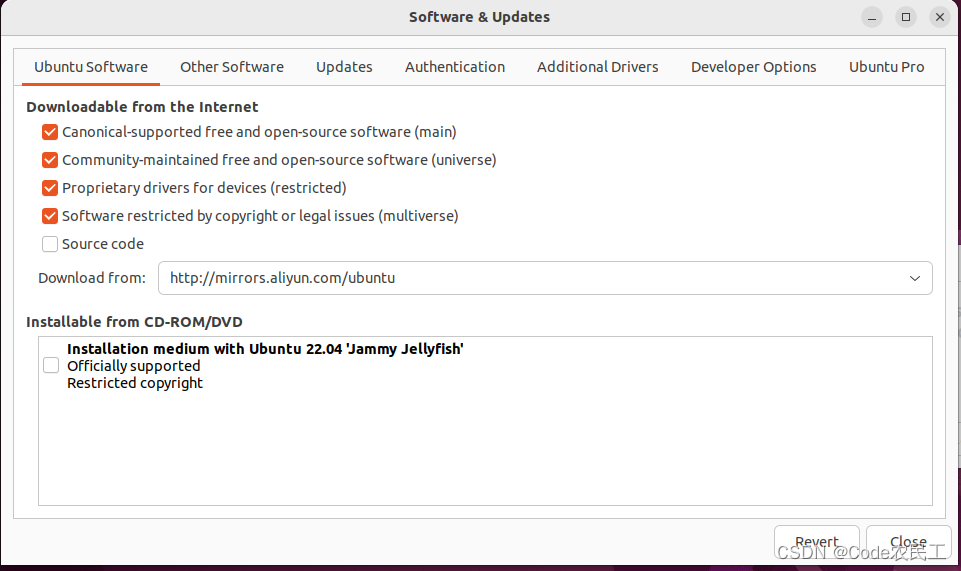 Software & Updates
Ubuntu Software Other Software Updates Authentication Additional Drivers Developer Options Ubuntu Pro
Downloadable from the Internet
Canonical-supported free and open-source software (main)
Community-maintained free and open-source software (universe)
Proprietary drivers for devices (restricted)
Software restricted by copyright or legal issues (multiverse)
Source code
Download from: http://mirrors.aliyun.com/ubuntu
Installable from CD-ROM/DVD
Installation medium with Ubuntu 22.04 'Jammy Jellyfish'
Officially supported
Restricted copyright
Revert Close
CSDN @Code农民工